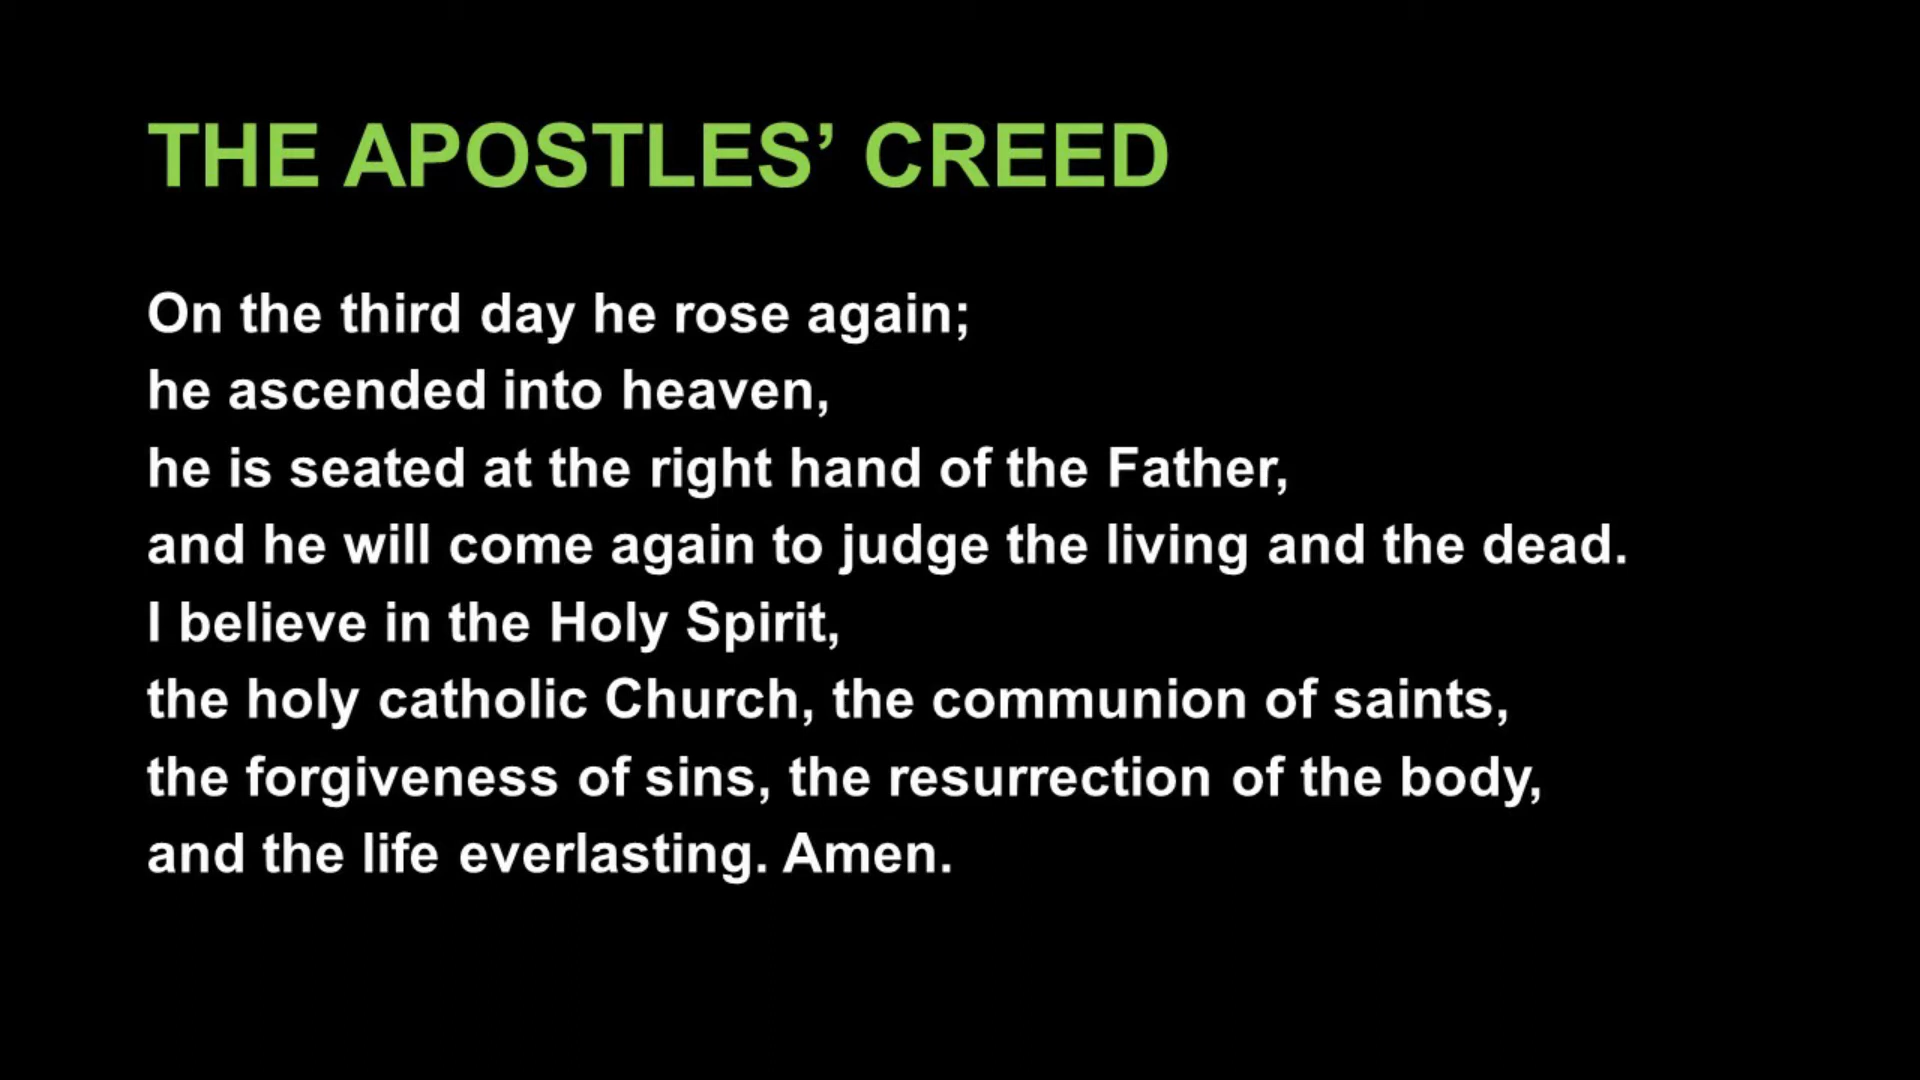 THE APOSTLES’ CREED
On the third day he rose again;
he ascended into heaven,
he is seated at the right hand of the Father,
and he will come again to judge the living and the dead.
I believe in the Holy Spirit,
the holy catholic Church, the communion of saints,
the forgiveness of sins, the resurrection of the body,
and the life everlasting. Amen.